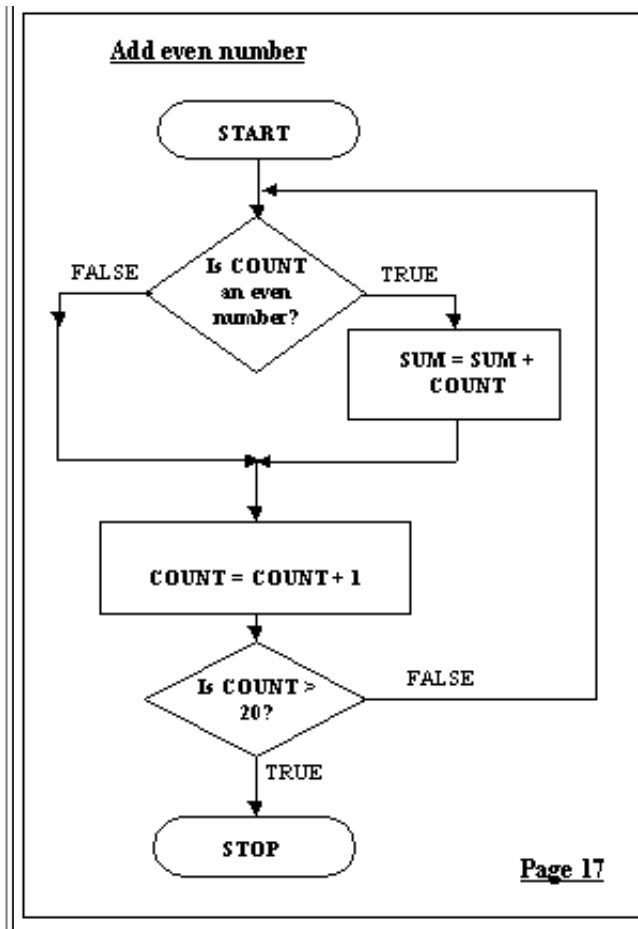 Add even number
START
Is COUNT
an even
number?
FALSE
TRUE
SUM = SUM +
COUNT
COUNT = COUNT + 1
Is COUNT >
20?
FALSE
TRUE
STOP
Page 17